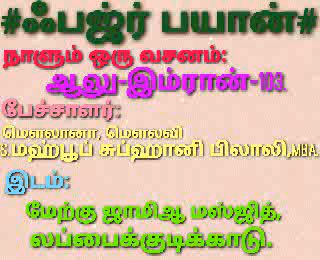 #ஃபஜ்ர் பயான்#
நாளும் ஒரு வசனம்:
ஆலு-இம்ரான்-103.
பேச்சாளர்:
மௌலானா, மௌலவி
S.மஹ்பூப் சுப்ஹானி பிலாலி,MBA.
இடம்:
மேற்கு ஜாமிஆ மஸ்ஜித்,
லப்பைக்குடிக்காடு.